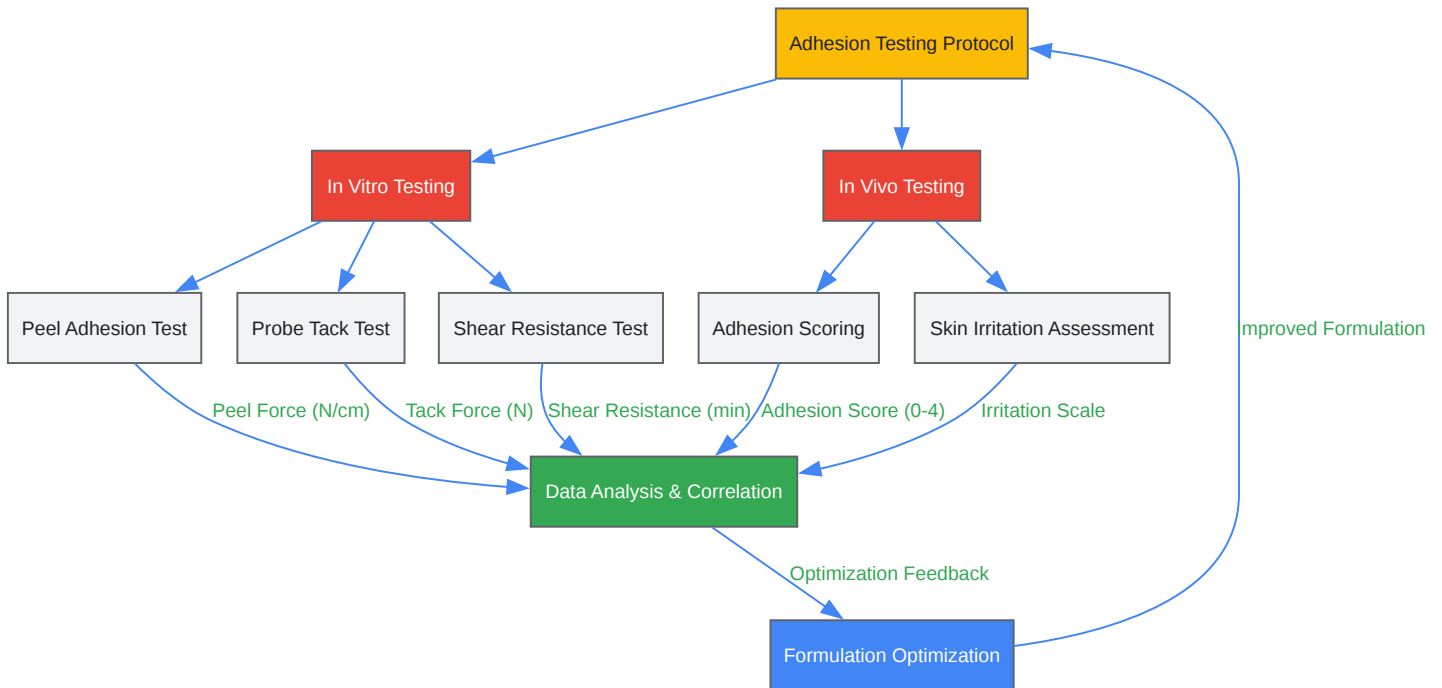 Adhesion Testing Protocol
In Vitro Testing
In Vivo Testing
Peel Adhesion Test
Probe Tack Test
Shear Resistance Test
Adhesion Scoring
Skin Irritation Assessment
Improved Formulation
Peel Force (N/cm)
Tack Force (N)
Shear Resistance (min)
Adhesion Score (0-4)
Irritation Scale
Data Analysis & Correlation
Optimization Feedback
Formulation Optimization